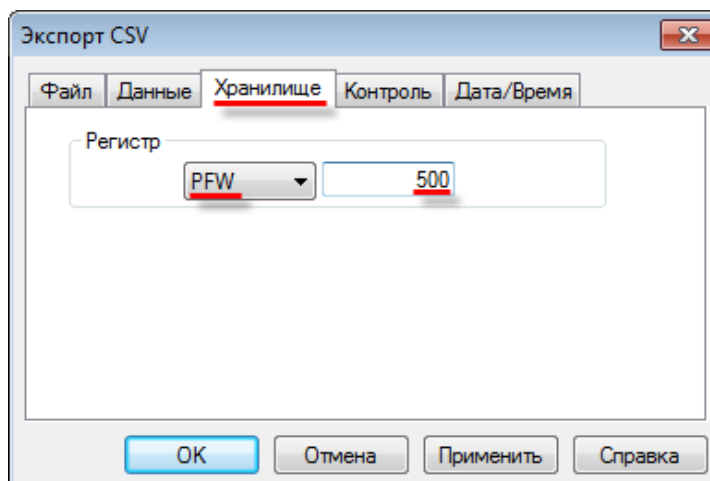 Экспорт CSV
Файл Данные Хранилище Контроль Дата/Время
Регистр
PFW 500
OK Отмена Применить Справка